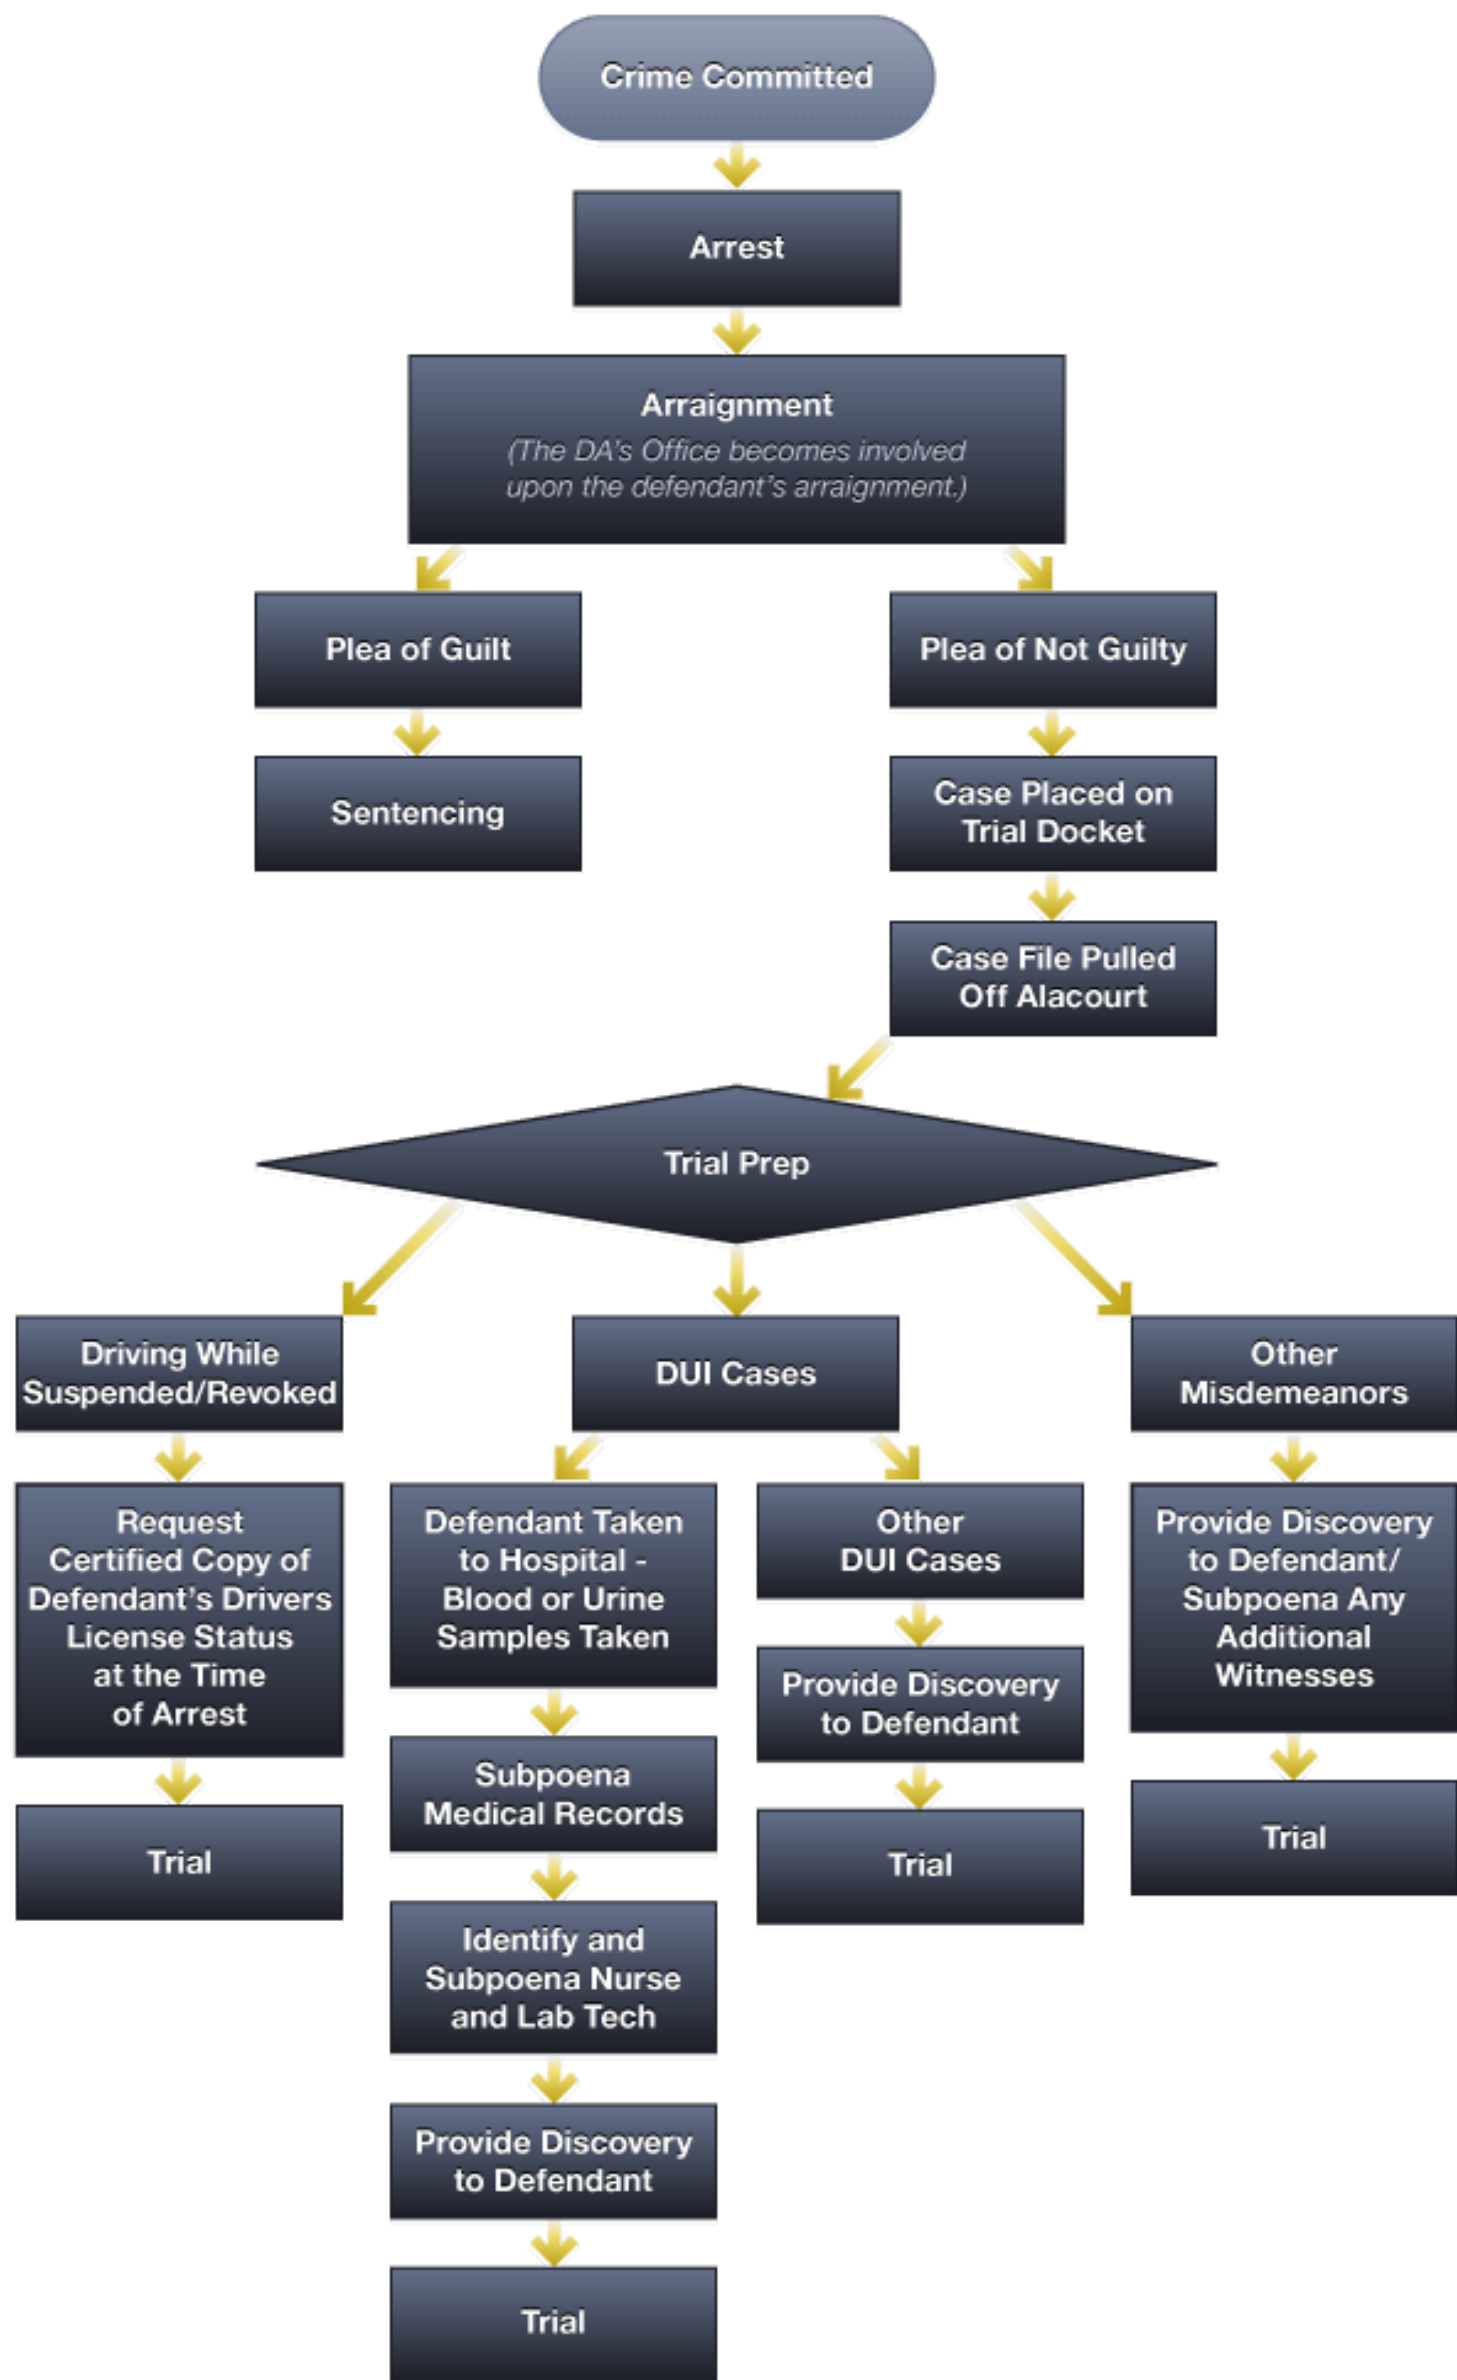 Crime Committed
Arrest
Arraignment
(The DA's Office becomes involved
upon the defendant's arraignment.)
Plea of Guilt
Plea of Not Guilty
Sentencing
Case Placed on
Trial Docket
Case File Pulled
Off Alacourt
Trial Prep
Driving While
Suspended/Revoked
DUI Cases
Other
Misdemeanors
Request
Certified Copy of
Defendant's Drivers
License Status
at the Time
of Arrest
Trial
Defendant Taken
to Hospital -
Blood or Urine
Samples Taken
Subpoena
Medical Records
Identify and
Subpoena Nurse
and Lab Tech
Provide Discovery
to Defendant
Trial
Other
DUI Cases
Provide Discovery
to Defendant
Trial
Provide Discovery
to Defendant/
Subpoena Any
Additional
Witnesses
Trial